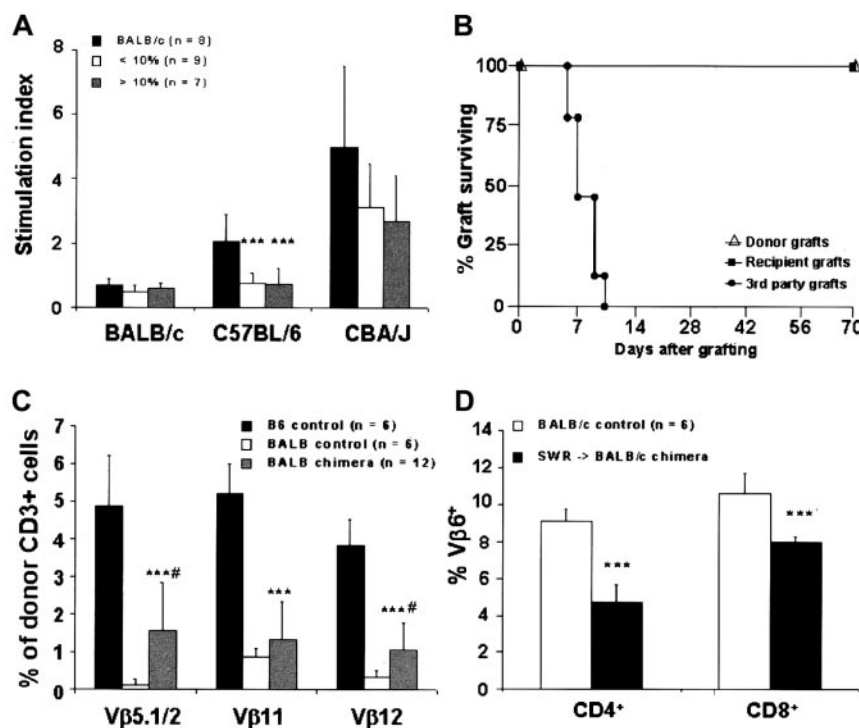 A
BALB/c (n = 8)
< 10% (n = 9)
> 10% (n = 7)
Stimulation index
8
6
4
2
0
*** ***
BALB/c C57BL/6 CBA/J
B
% Graft surviving
100
75
50
25
0
Donor grafts
Recipient grafts
3rd party grafts
0 7 14 28 42 56 70
Days after grafting
C
% of donor CD3+ cells
7
6
5
4
3
2
1
0
B6 control (n = 6)
BALB control (n = 6)
BALB chimera (n = 12)
***# *** ***#
Vβ5.1/2 Vβ11 Vβ12
D
% Vβ6+
14
12
10
8
6
4
2
0
BALB/c control (n = 6)
SWR -> BALB/c chimera
*** ***
CD4+ CD8+